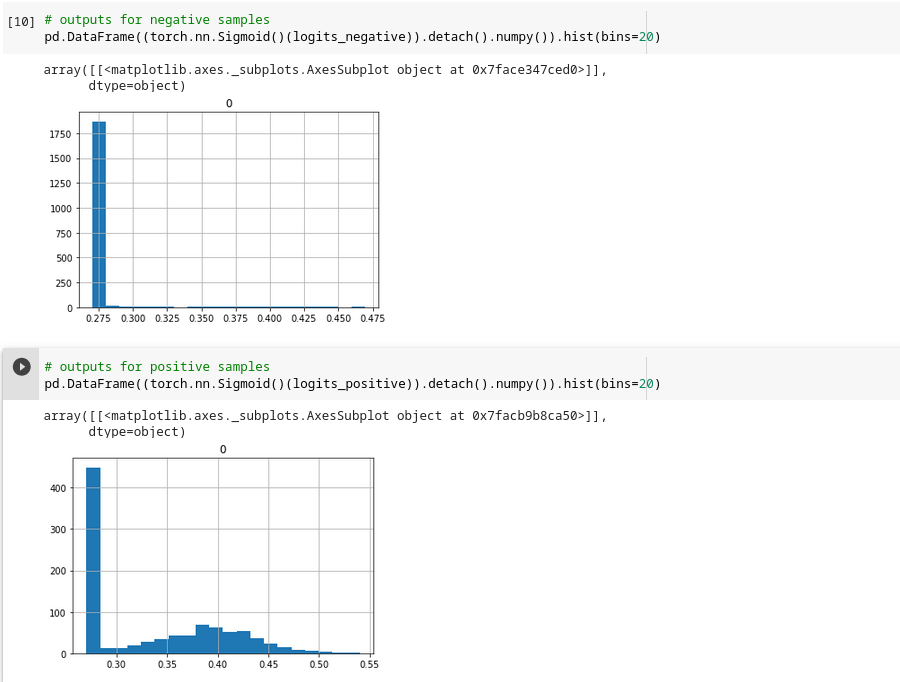 [10] # outputs for negative samples
pd.DataFrame((torch.nn.Sigmoid()(logits_negative)).detach().numpy()).hist(bins=20)
array([[<matplotlib.axes._subplots.AxesSubplot object at 0x7face347ced0>]],
dtype=object)
0
1750
1500
1250
1000
750
500
250
0
0.275 0.300 0.325 0.350 0.375 0.400 0.425 0.450 0.475
# outputs for positive samples
pd.DataFrame((torch.nn.Sigmoid()(logits_positive)).detach().numpy()).hist(bins=20)
array([[<matplotlib.axes._subplots.AxesSubplot object at 0x7facb9b8ca50>]],
dtype=object)
0
400
300
200
100
0
0.30 0.35 0.40 0.45 0.50 0.55